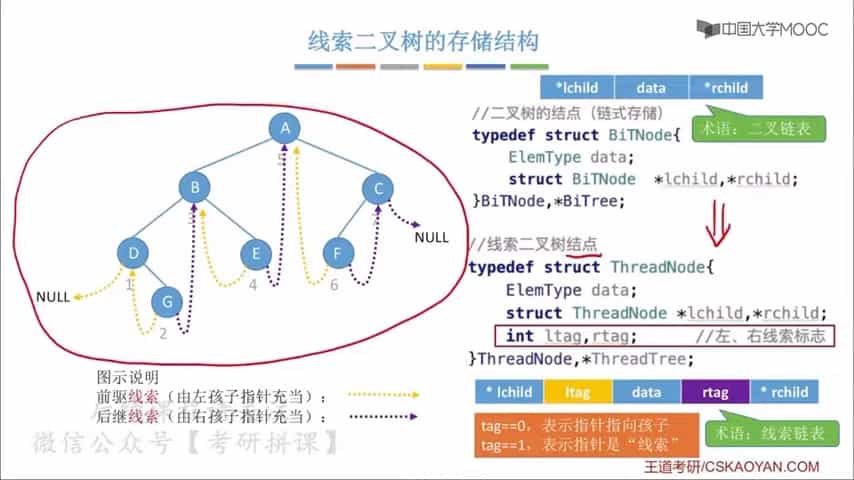 中国大学MOOC
线索二叉树的存储结构
*lchild data *rchild
//二叉树的结点（链式存储）
术语：二叉链表
typedef struct BiTNode{
ElemType data;
struct BiTNode *lchild,*rchild;
}BiTNode,*BiTree;
A
5
B
C
3
7
NULL
//线索二叉树结点
D
E
F
typedef struct ThreadNode{
1
4
6
NULL
ElemType data;
G
struct ThreadNode *lchild,*rchild;
2
int ltag,rtag; //左、右线索标志
}ThreadNode,*ThreadTree;
图示说明
前驱线索（由左孩子指针充当）：
后继线索（由右孩子指针充当）：
* lchild ltag data rtag * rchild
tag==0，表示指针指向孩子
tag==1，表示指针是“线索”
术语：线索链表
微信公众号【考研拼课】
王道考研/CSKAOYAN.COM